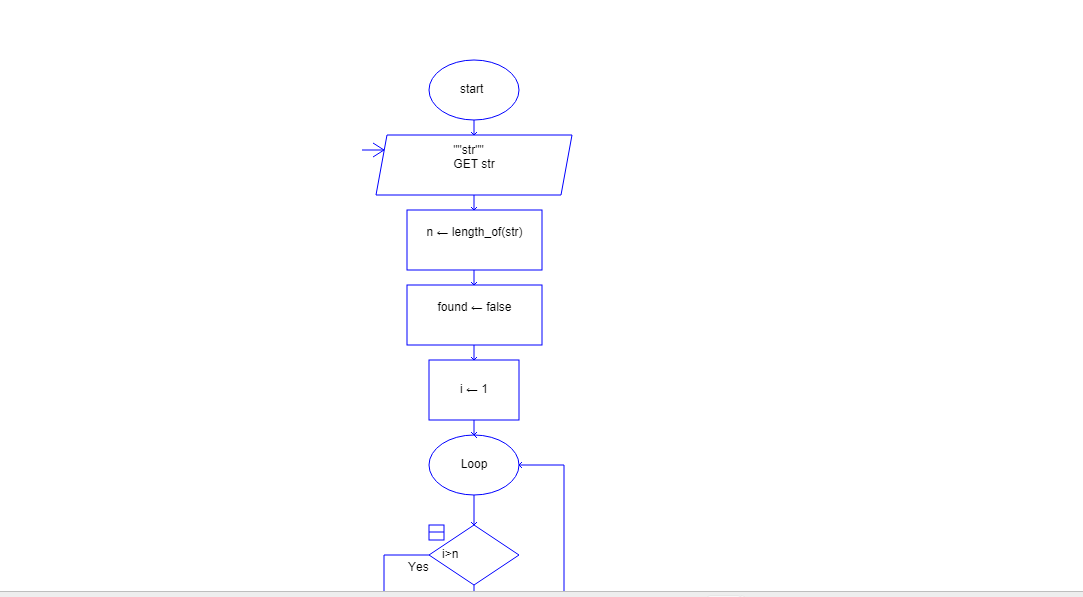 start
""str""
GET str
n ← length_of(str)
found ← false
i ← 1
Loop
i>n
Yes